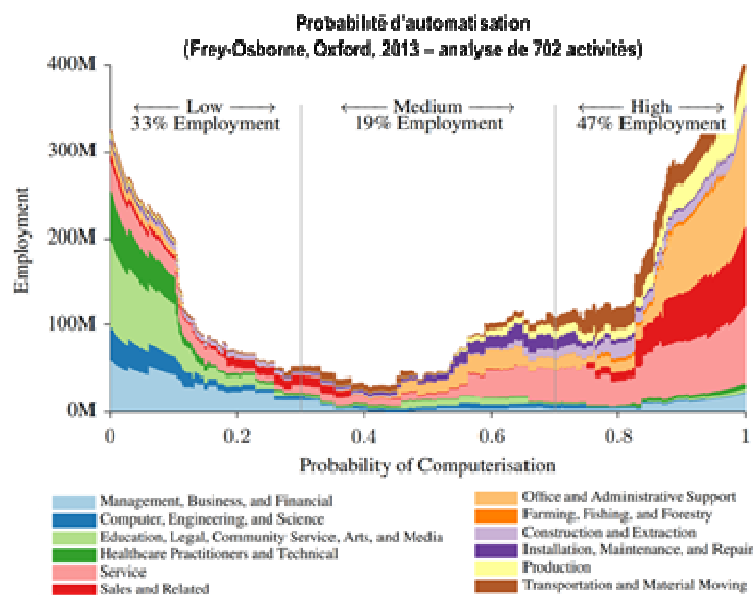 Probabilité d'automatisation
(Frey-Osborne, Oxford, 2013 – analyse de 702 activités)
400M
300M
200M
100M
0M
Employment
Low
33% Employment
Medium
19% Employment
High
47% Employment
0
0.2
0.4
0.6
0.8
1
Probability of Computerisation
Management, Business, and Financial
Computer, Engineering, and Science
Education, Legal, Community Service, Arts, and Media
Healthcare Practitioners and Technical
Service
Sales and Related
Office and Administrative Support
Farming, Fishing, and Forestry
Construction and Extraction
Installation, Maintenance, and Repair
Production
Transportation and Material Moving